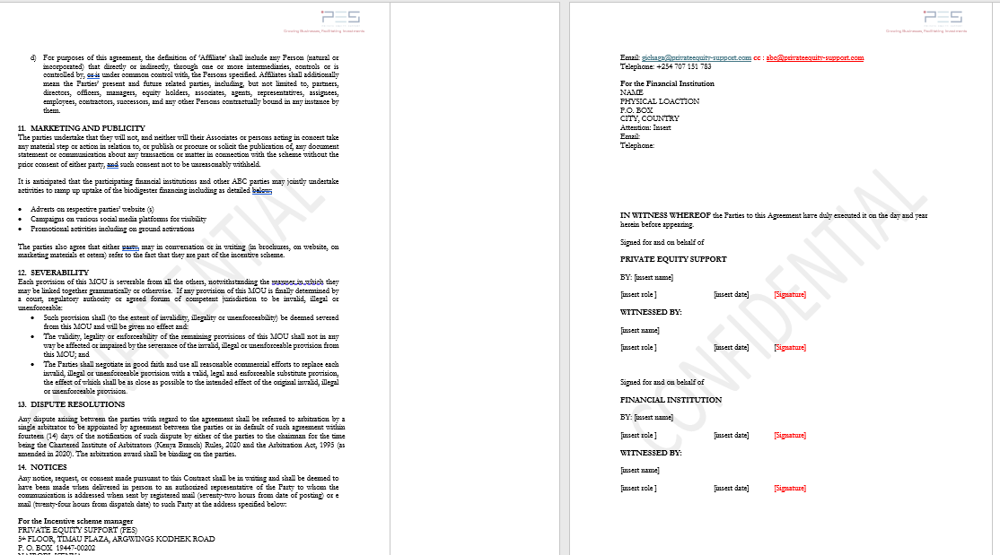 PES
Growing Businesses, Facilitating Investments
d) For purposes of this agreement, the definition of 'Affiliate' shall include any Person (natural or
incorporated) that directly or indirectly, through one or more intermediaries, controls or is
controlled by, or is under common control with, the Persons specified. Affiliates shall additionally
mean the Parties' present and future related parties, including, but not limited to, partners,
directors, officers, managers, equity holders, associates, agents, representatives, assignees,
employees, contractors, successors, and any other Persons contractually bound in any instance by
them.
11. MARKETING AND PUBLICITY
The parties undertake that they will not, and neither will their Associates or persons acting in concert take
any material step or action in relation to, or publish or procure or solicit the publication of, any document
statement or communication about any transaction or matter in connection with the scheme without the
prior consent of either party, and such consent not to be unreasonably withheld.
It is anticipated that the participating financial institutions and other ABC parties may jointly undertake
activities to ramp up uptake of the biodigester financing including as detailed below;
• Adverts on respective parties' website (s)
• Campaigns on various social media platforms for visibility
• Promotional activities including on ground activations
The parties also agree that either party, may in conversation or in writing (in brochures, on website, on
marketing materials et cetera) refer to the fact that they are part of the incentive scheme.
12. SEVERABILITY
Each provision of this MOU is severable from all the others, notwithstanding the manner in which they
may be linked together grammatically or otherwise. If any provision of this MOU is finally determined by
a court, regulatory authority or agreed forum of competent jurisdiction to be invalid, illegal or
unenforceable:
• Such provision shall (to the extent of invalidity, illegality or unenforceability) be deemed severed
from this MOU and will be given no effect and:
• The validity, legality or enforceability of the remaining provisions of this MOU shall not in any
way be affected or impaired by the severance of the invalid, illegal or unenforceable provision from
this MOU; and
• The Parties shall negotiate in good faith and use all reasonable commercial efforts to replace each
invalid, illegal or unenforceable provision with a valid, legal and enforceable substitute provision,
the effect of which shall be as close as possible to the intended effect of the original invalid, illegal
or unenforceable provision.
13. DISPUTE RESOLUTIONS
Any dispute arising between the parties with regard to the agreement shall be referred to arbitration by a
single arbitrator to be appointed by agreement between the parties or in default of such agreement within
fourteen (14) days of the notification of such dispute by either of the parties to the chairman for the time
being the Chartered Institute of Arbitrators (Kenya Branch) Rules, 2020 and the Arbitration Act, 1995 (as
amended in 2020). The arbitration award shall be binding on the parties.
14. NOTICES
Any notice, request, or consent made pursuant to this Contract shall be in writing and shall be deemed to
have been made when delivered in person to an authorized representative of the Party to whom the
communication is addressed when sent by registered mail (seventy-two hours from date of posting) or e
mail (twenty-four hours from dispatch date) to such Party at the address specified below:
For the Incentive scheme manager
PRIVATE EQUITY SUPPORT (PES)
5th FLOOR, TIMAU PLAZA, ARGWINGS KODHEK ROAD
P. O. BOX 19447-00202
NAIROBI, KENYA
CONFIDENTIAL
PES
Growing Businesses, Facilitating Investments
Email: gichaga@privateequity-support.com cc : abc@privateequity-support.com
Telephone: +254 707 151 783
For the Financial Institution
NAME
PHYSICAL LOACTION
P.O. BOX
CITY, COUNTRY
Attention: Insert
Email:
Telephone:
IN WITNESS WHEREOF the Parties to this Agreement have duly executed it on the day and year
herein before appearing.
Signed for and on behalf of
PRIVATE EQUITY SUPPORT
BY: [insert name]
[insert role ] [insert date] [Signature]
WITNESSED BY:
[insert name]
[insert role ] [insert date] [Signature]
Signed for and on behalf of
FINANCIAL INSTITUTION
BY: [insert name]
[insert role ] [insert date] [Signature]
WITNESSED BY:
[insert name]
[insert role ] [insert date] [Signature]
CONFIDENTIAL